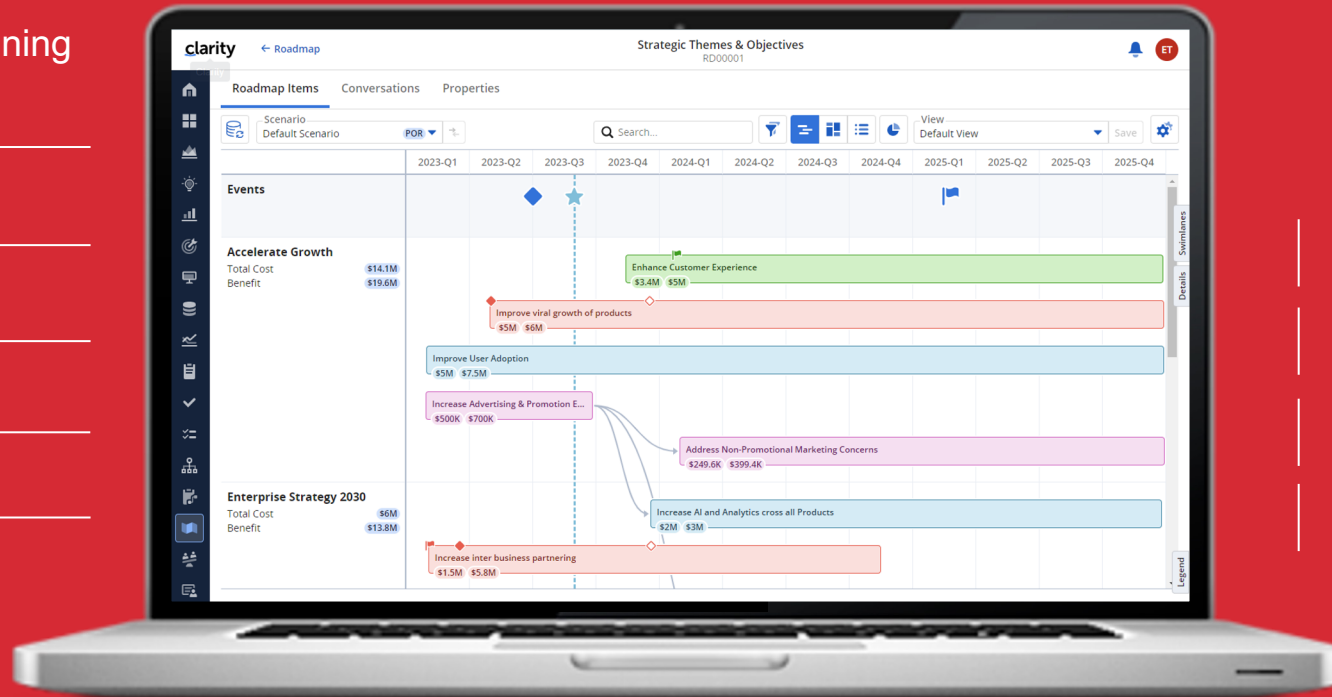 ning
clarity
← Roadmap
Strategic Themes & Objectives
RD00001
ET
Roadmap Items
Conversations
Properties
Scenario
Default Scenario
POR
Search...
View
Default View
Save
2023-Q1
2023-Q2
2023-Q3
2023-Q4
2024-Q1
2024-Q2
2024-Q3
2024-Q4
2025-Q1
2025-Q2
2025-Q3
2025-Q4
Events
Swimlanes
Details
Legend
Accelerate Growth
Total Cost $14.1M
Benefit $19.6M
Enhance Customer Experience
$3.4M $5M
Improve viral growth of products
$5M $6M
Improve User Adoption
$5M $7.5M
Increase Advertising & Promotion E...
$500K $700K
Address Non-Promotional Marketing Concerns
$249.6K $399.4K
Enterprise Strategy 2030
Total Cost $6M
Benefit $13.8M
Increase AI and Analytics cross all Products
$2M $3M
Increase inter business partnering
$1.5M $5.8M